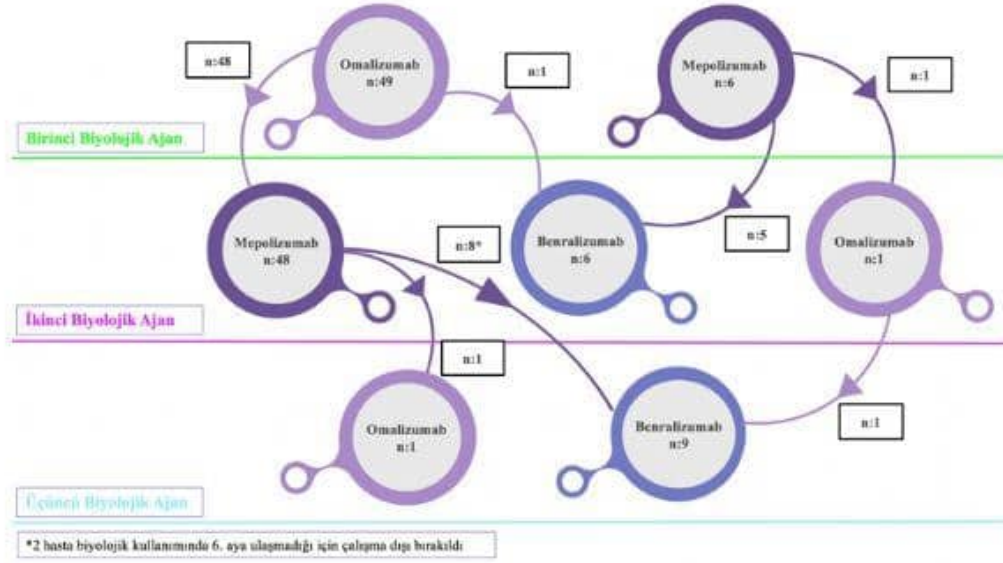 n:48
Omalizumab
n:49
n:1
Mepolizumab
n:6
n:1
Birinci Biyolojik Ajan
Mepolizumab
n:48
n:8*
Benralizumab
n:6
n:5
Omalizumab
n:1
İkinci Biyolojik Ajan
n:1
Omalizumab
n:1
Benralizumab
n:9
n:1
Üçüncü Biyolojik Ajan
*2 hasta biyolojik kullanımında 6. aya ulaşmadığı için çalışma dışı bırakıldı